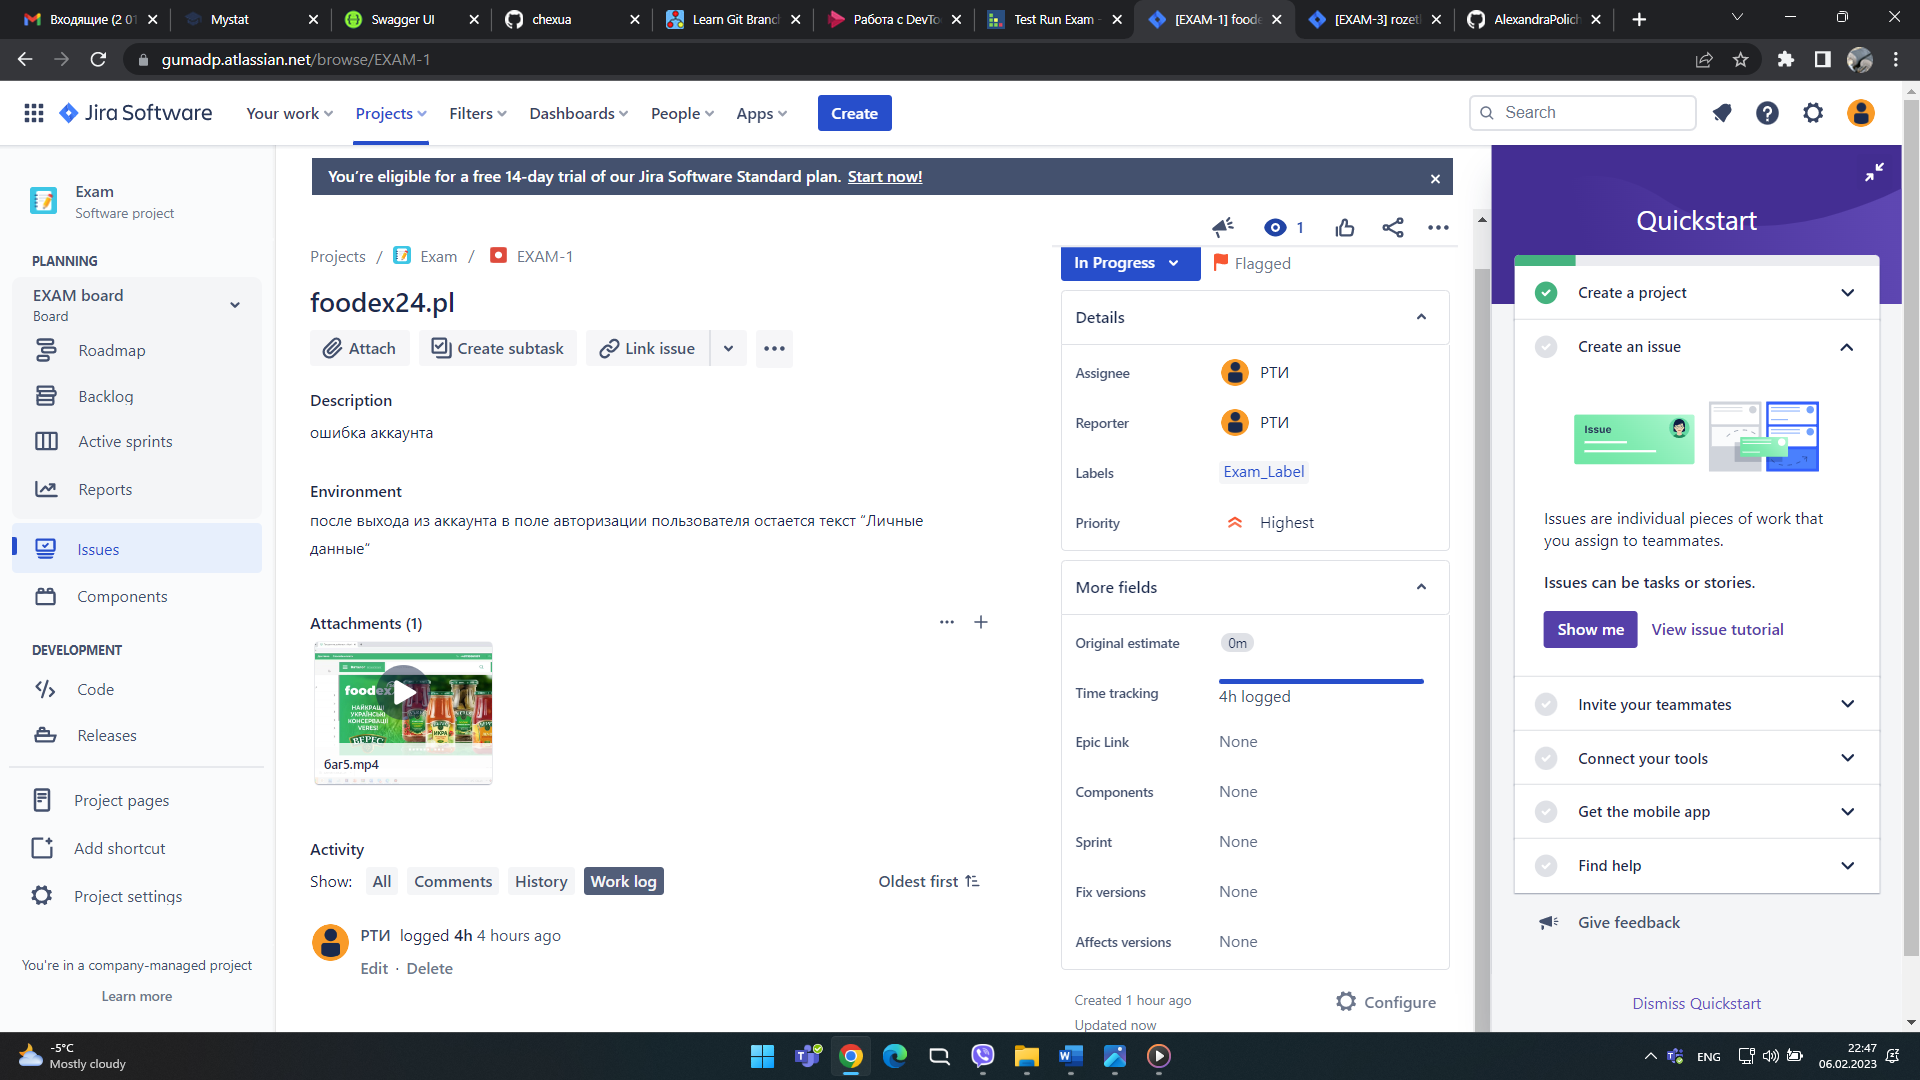 Входящие (2 01
Mystat
Swagger UI
chexua
Learn Git Branch
Работа с DevTo
Test Run Exam -
[EXAM-1] foode
[EXAM-3] rozet
AlexandraPolich
gumadp.atlassian.net/browse/EXAM-1
Jira Software
Your work
Projects
Filters
Dashboards
People
Apps
Create
Search
Exam
Software project
PLANNING
EXAM board
Board
Roadmap
Backlog
Active sprints
Reports
Issues
Components
DEVELOPMENT
Code
Releases
Project pages
Add shortcut
Project settings
You're in a company-managed project
Learn more
You're eligible for a free 14-day trial of our Jira Software Standard plan. Start now!
1
Projects / Exam / EXAM-1
foodex24.pl
Attach
Create subtask
Link issue
Description
ошибка аккаунта
Environment
после выхода из аккаунта в поле авторизации пользователя остается текст “Личные
данные”
Attachments (1)
foodex
НАЙКРАЩІ
УКРАЇНСЬКІ
КОНСЕРВАЦІЇ
VERES!
ВЕРЕС
ИКРА
баг5.mp4
Activity
Show:
All
Comments
History
Work log
Oldest first
РТИ logged 4h 4 hours ago
Edit · Delete
In Progress
Flagged
Details
Assignee
РТИ
Reporter
РТИ
Labels
Exam_Label
Priority
Highest
More fields
Original estimate
0m
Time tracking
4h logged
Epic Link
None
Components
None
Sprint
None
Fix versions
None
Affects versions
None
Created 1 hour ago
Updated now
Configure
Quickstart
Create a project
Create an issue
Issue
Issues are individual pieces of work that
you assign to teammates.
Issues can be tasks or stories.
Show me
View issue tutorial
Invite your teammates
Connect your tools
Get the mobile app
Find help
Give feedback
Dismiss Quickstart
-5°C
Mostly cloudy
ENG
22:47
06.02.2023